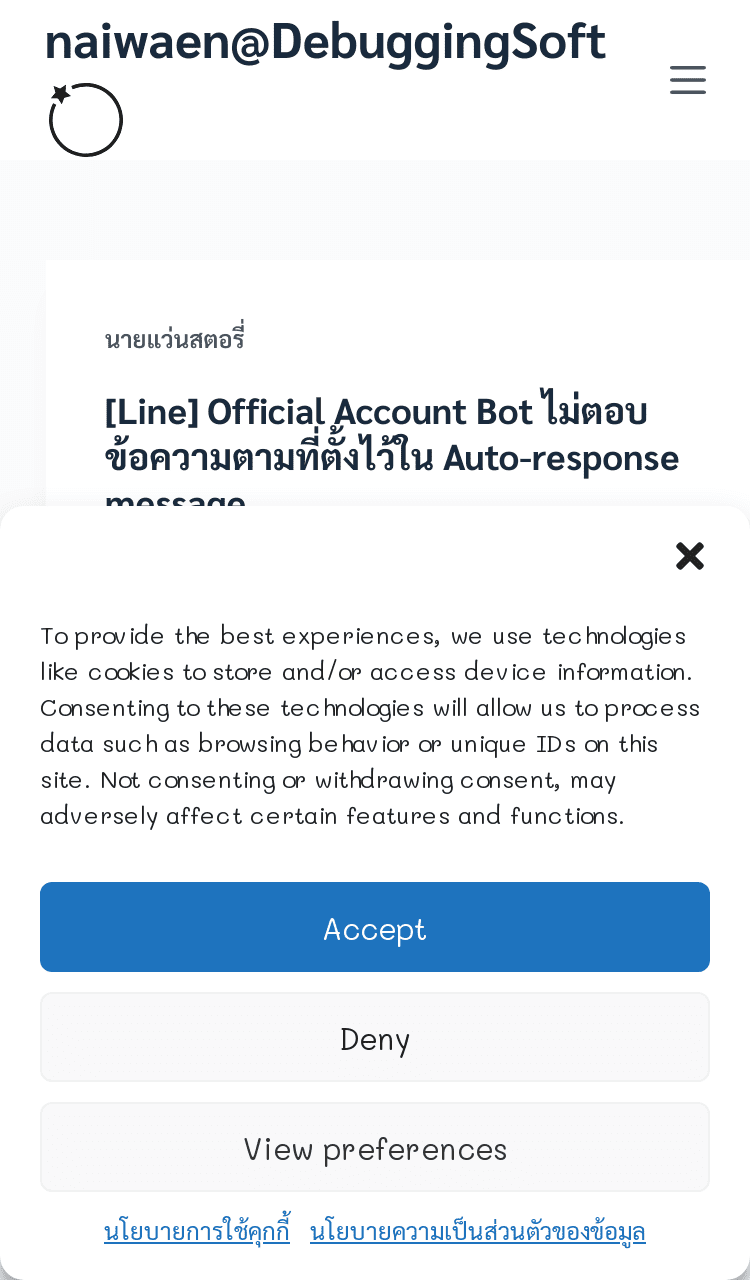 naiwaen@DebuggingSoft
นายแว่นสตอรี่
[Line] Official Account Bot ไม่ตอบ
ข้อความตามที่ตั้งไว้ใน Auto-response
message
To provide the best experiences, we use technologies
like cookies to store and/or access device information.
Consenting to these technologies will allow us to process
data such as browsing behavior or unique IDs on this
site. Not consenting or withdrawing consent, may
adversely affect certain features and functions.
Accept
Deny
View preferences
นโยบายการใช้คุกกี้ นโยบายความเป็นส่วนตัวของข้อมูล